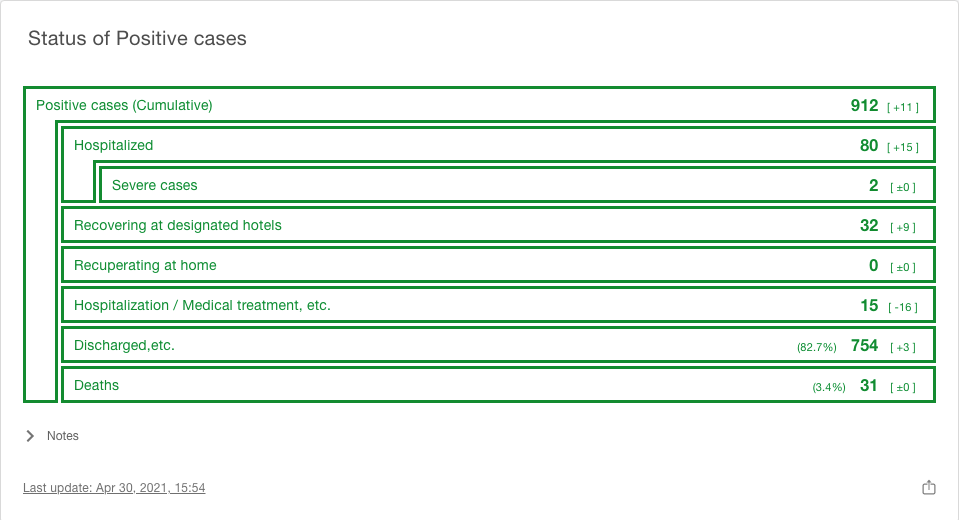 Status of Positive cases
Positive cases (Cumulative) 912 [ +11 ]
Hospitalized 80 [ +15 ]
Severe cases 2 [ ±0 ]
Recovering at designated hotels 32 [ +9 ]
Recuperating at home 0 [ ±0 ]
Hospitalization / Medical treatment, etc. 15 [ -16 ]
Discharged,etc. (82.7%) 754 [ +3 ]
Deaths (3.4%) 31 [ ±0 ]
Notes
Last update: Apr 30, 2021, 15:54